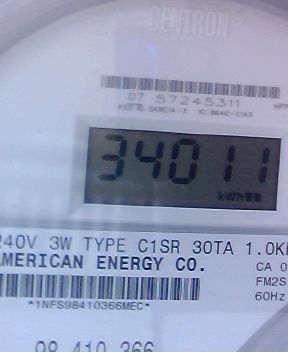 CENTRON®
07 57245311
34011
kWh
240V 3W TYPE C1SR 30TA 1.0K
AMERICAN ENERGY CO.
CA 0
FM2S
60Hz
*1NFS98410366MEC*
98 410 366